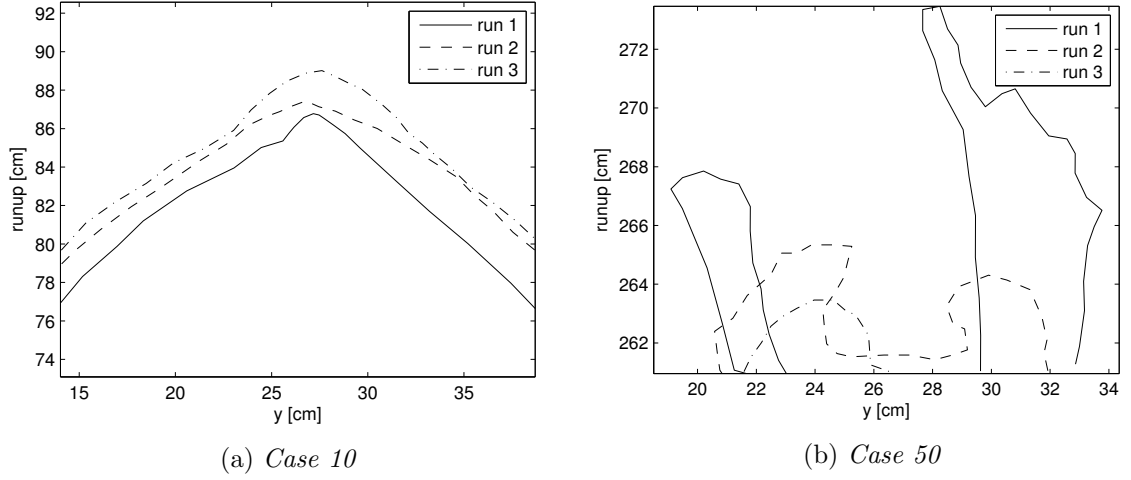 92
90
88
86
84
82
80
78
76
74
runup [cm]
15
20
25
30
35
y [cm]
run 1
run 2
run 3
(a) Case 10
272
270
268
266
264
262
runup [cm]
20
22
24
26
28
30
32
34
y [cm]
run 1
run 2
run 3
(b) Case 50